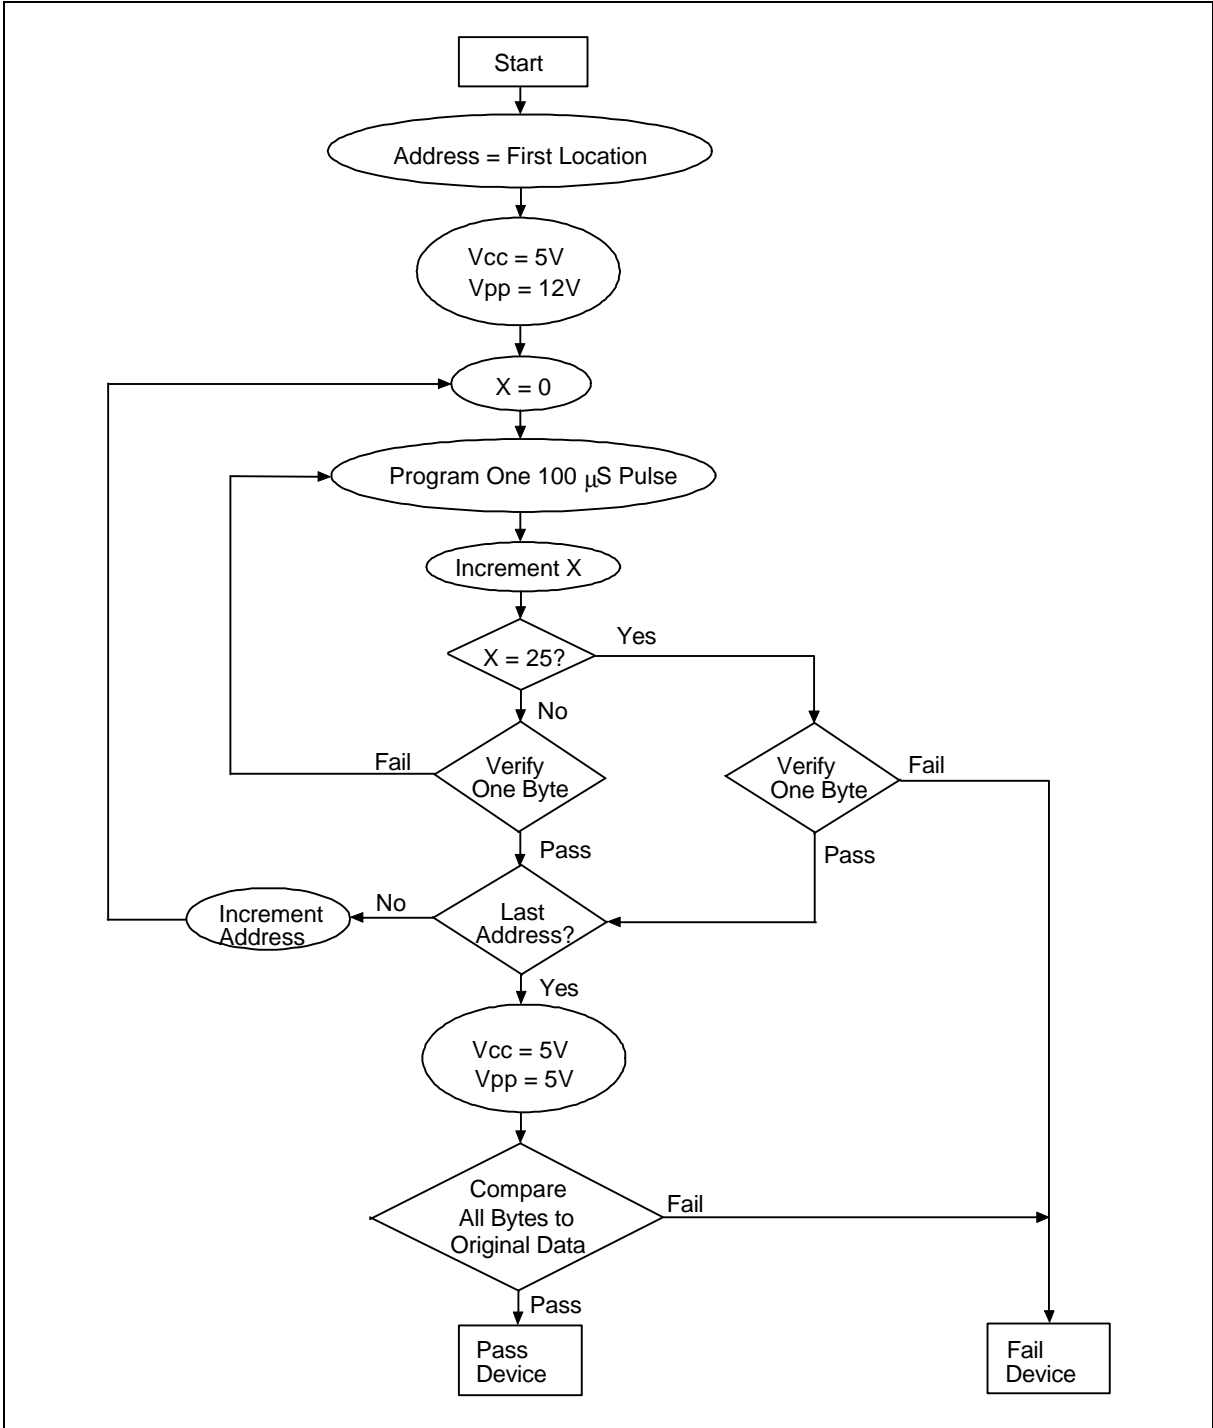 Start
Address = First Location
Vcc = 5V
Vpp = 12V
X = 0
Program One 100 μS Pulse
Increment X
X = 25?
Yes
No
Verify
One Byte
Fail
Verify
One Byte
Fail
Pass
Pass
Last
Address?
No
Increment
Address
Yes
Vcc = 5V
Vpp = 5V
Compare
All Bytes to
Original Data
Fail
Pass
Pass
Device
Fail
Device